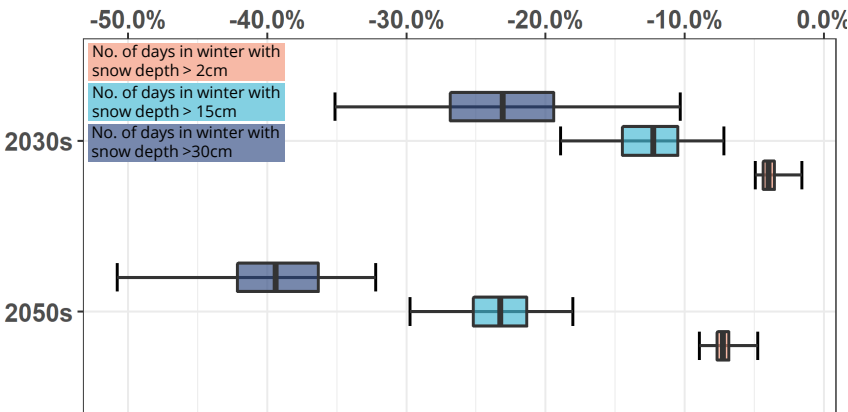 -50.0% -40.0% -30.0% -20.0% -10.0% 0.0%
No. of days in winter with
snow depth > 2cm
No. of days in winter with
snow depth > 15cm
No. of days in winter with
snow depth >30cm
2030s
2050s